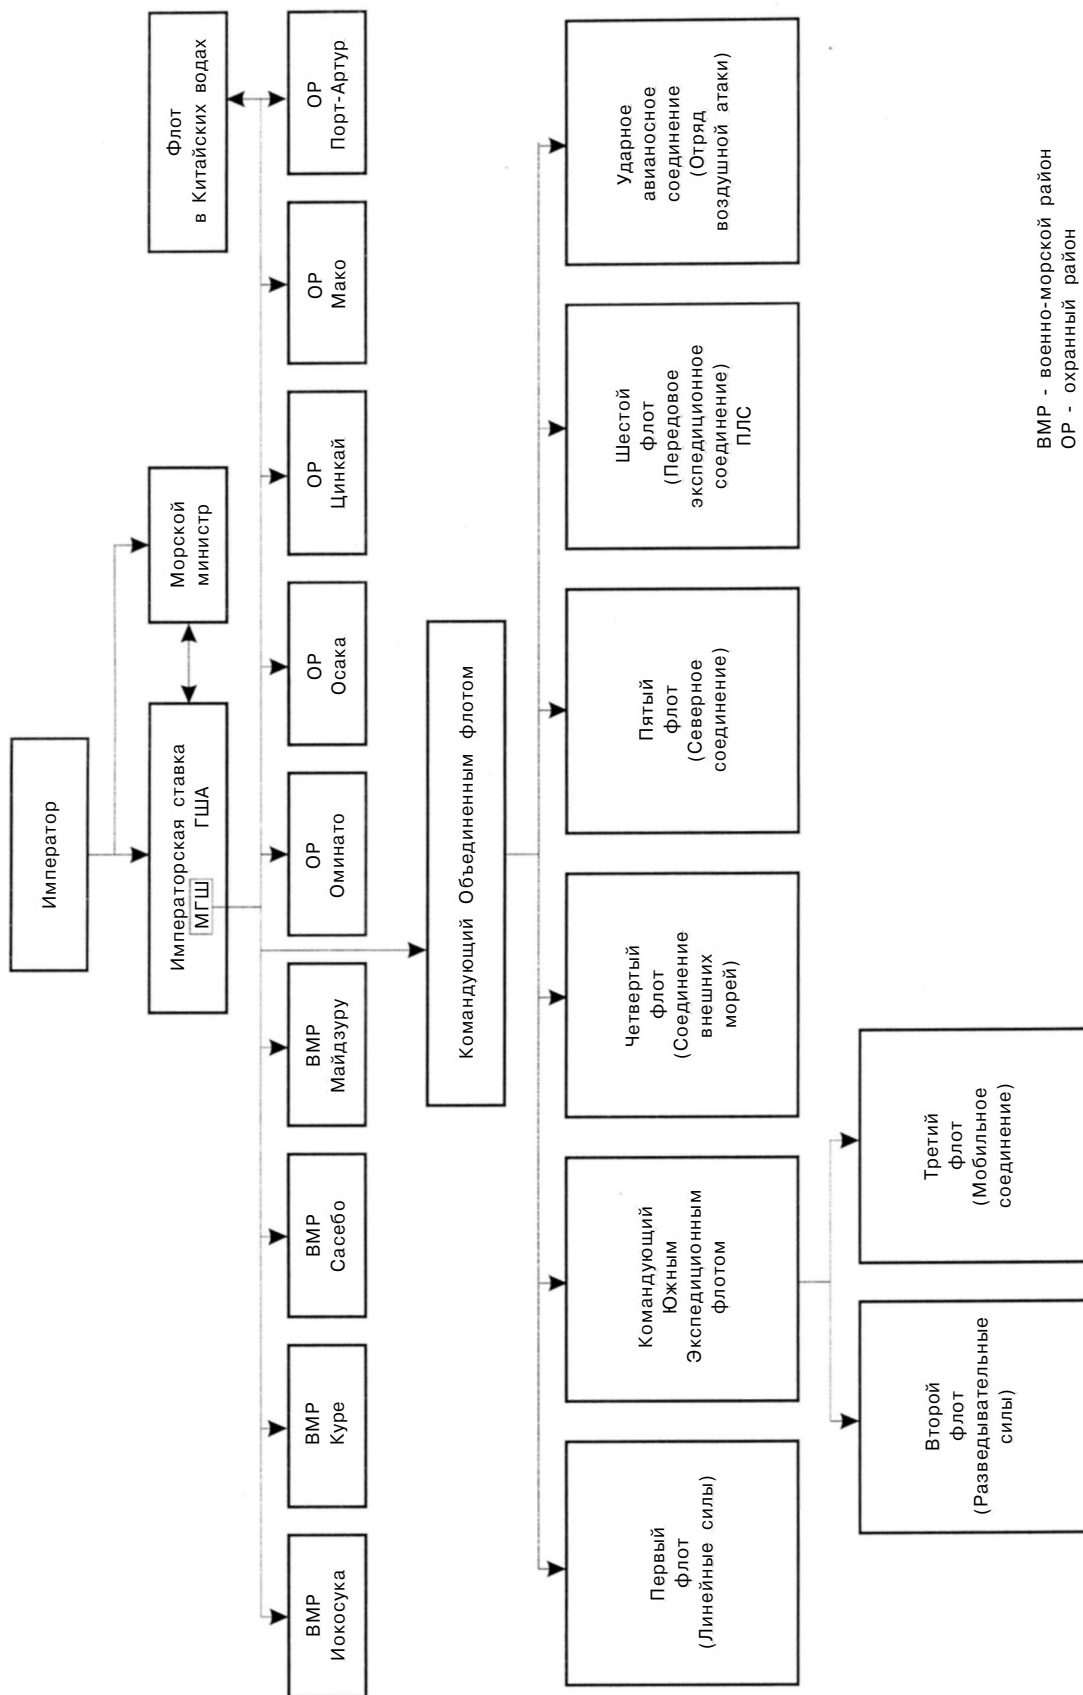 Император
Императорская ставка
МГШ ГША
Морской
министр
Флот
в Китайских водах
ВМР
Иокосука
ВМР
Куре
ВМР
Сасебо
ВМР
Майдзуру
ОР
Оминато
ОР
Осака
ОР
Цинкай
ОР
Мако
ОР
Порт-Артур
Командующий Объединенным флотом
Первый
флот
(Линейные силы)
Командующий
Южным
Экспедиционным
флотом
Четвертый
флот
(Соединение
внешних
морей)
Пятый
флот
(Северное
соединение)
Шестой
флот
(Передовое
экспедиционное
соединение)
ПЛС
Ударное
авианосное
соединение
(Отряд
воздушной атаки)
Второй
флот
(Разведывательные
силы)
Третий
флот
(Мобильное
соединение)
ВМР - военно-морской район
ОР - охранный район